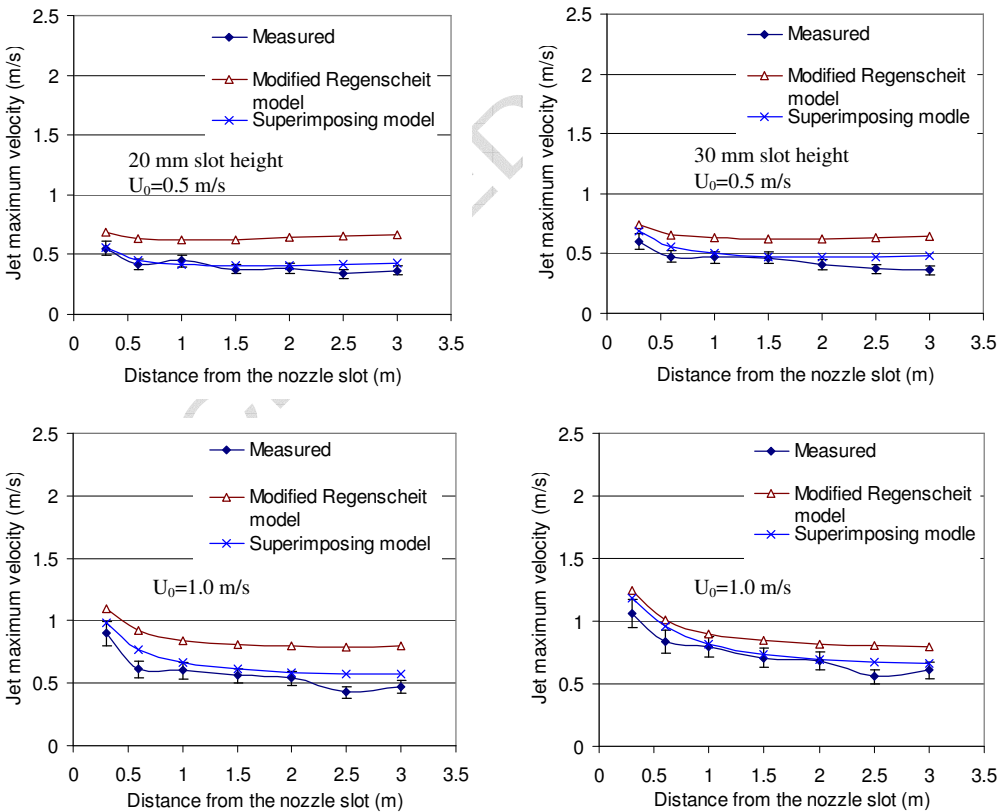 2.5
2
1.5
1
0.5
0
0 0.5 1 1.5 2 2.5 3 3.5
Jet maximum velocity (m/s)
Distance from the nozzle slot (m)
Measured
Modified Regenscheit
model
Superimposing model
20 mm slot height
U₀=0.5 m/s
2.5
2
1.5
1
0.5
0
0 0.5 1 1.5 2 2.5 3 3.5
Jet maximum velocity (m/s)
Distance from the nozzle slot (m)
Measured
Modified Regenscheit
model
Superimposing modle
30 mm slot height
U₀=0.5 m/s
2.5
2
1.5
1
0.5
0
0 0.5 1 1.5 2 2.5 3 3.5
Jet maximum velocity (m/s)
Distance from the nozzle slot (m)
Measured
Modified Regenscheit
model
Superimposing model
U₀=1.0 m/s
2.5
2
1.5
1
0.5
0
0 0.5 1 1.5 2 2.5 3 3.5
Jet maximum velocity (m/s)
Distance from the nozzle slot (m)
Measured
Modified Regenscheit
model
Superimposing modle
U₀=1.0 m/s